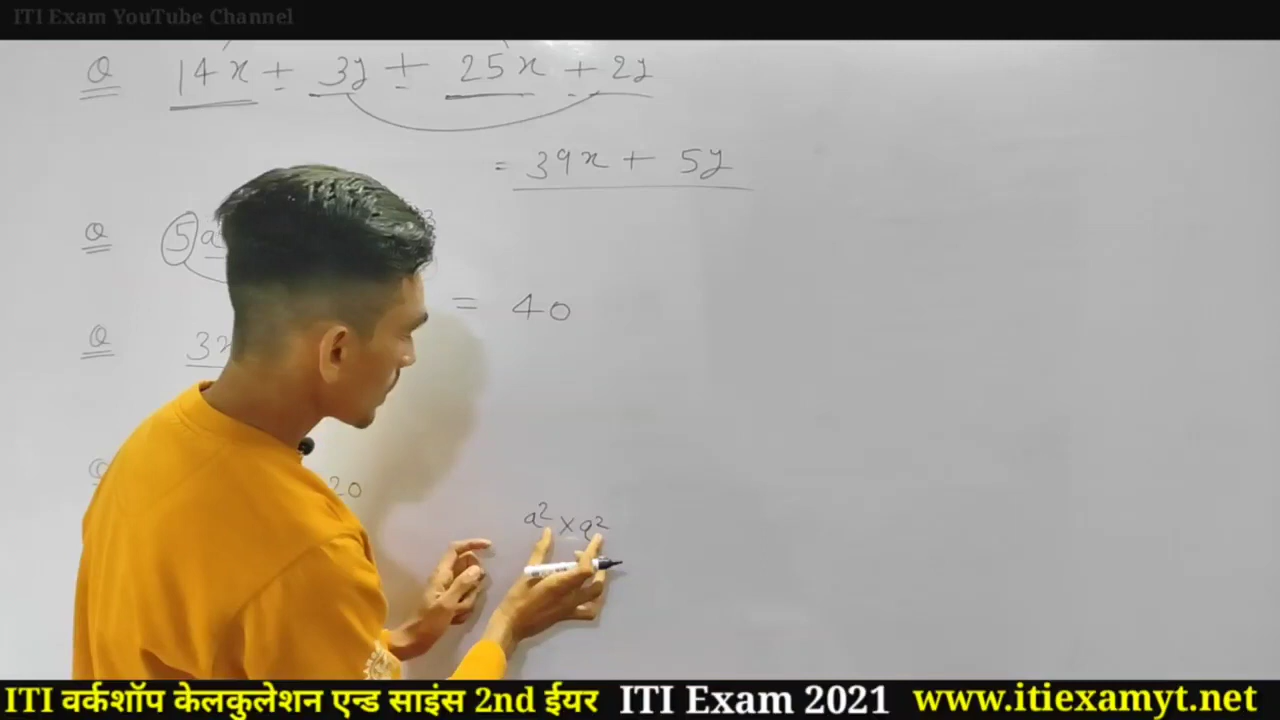 ITI Exam YouTube Channel
Q 14x + 3y + 25x + 2y
= 39x + 5y
Q 5a
= 40
Q
Q 20
a² × a²
ITI वर्कशॉप केलकुलेशन एन्ड साइंस 2nd ईयर ITI Exam 2021 www.itiexamyt.net